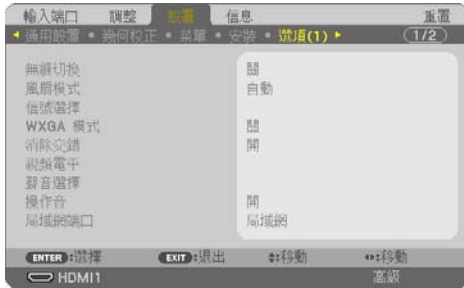 輸入端口 調整 設置 信息 重置
通用設置 • 幾何校正 • 菜單 • 安裝 • 選項(1) (1/2)
無縫切換 關
風扇模式 自動
信號選擇
WXGA 模式 關
消除交錯 開
視頻電平
聲音選擇
操作音 開
局域網端口 局域網
ENTER :選擇 EXIT :退出 :移動 :移動
HDMI1 高級